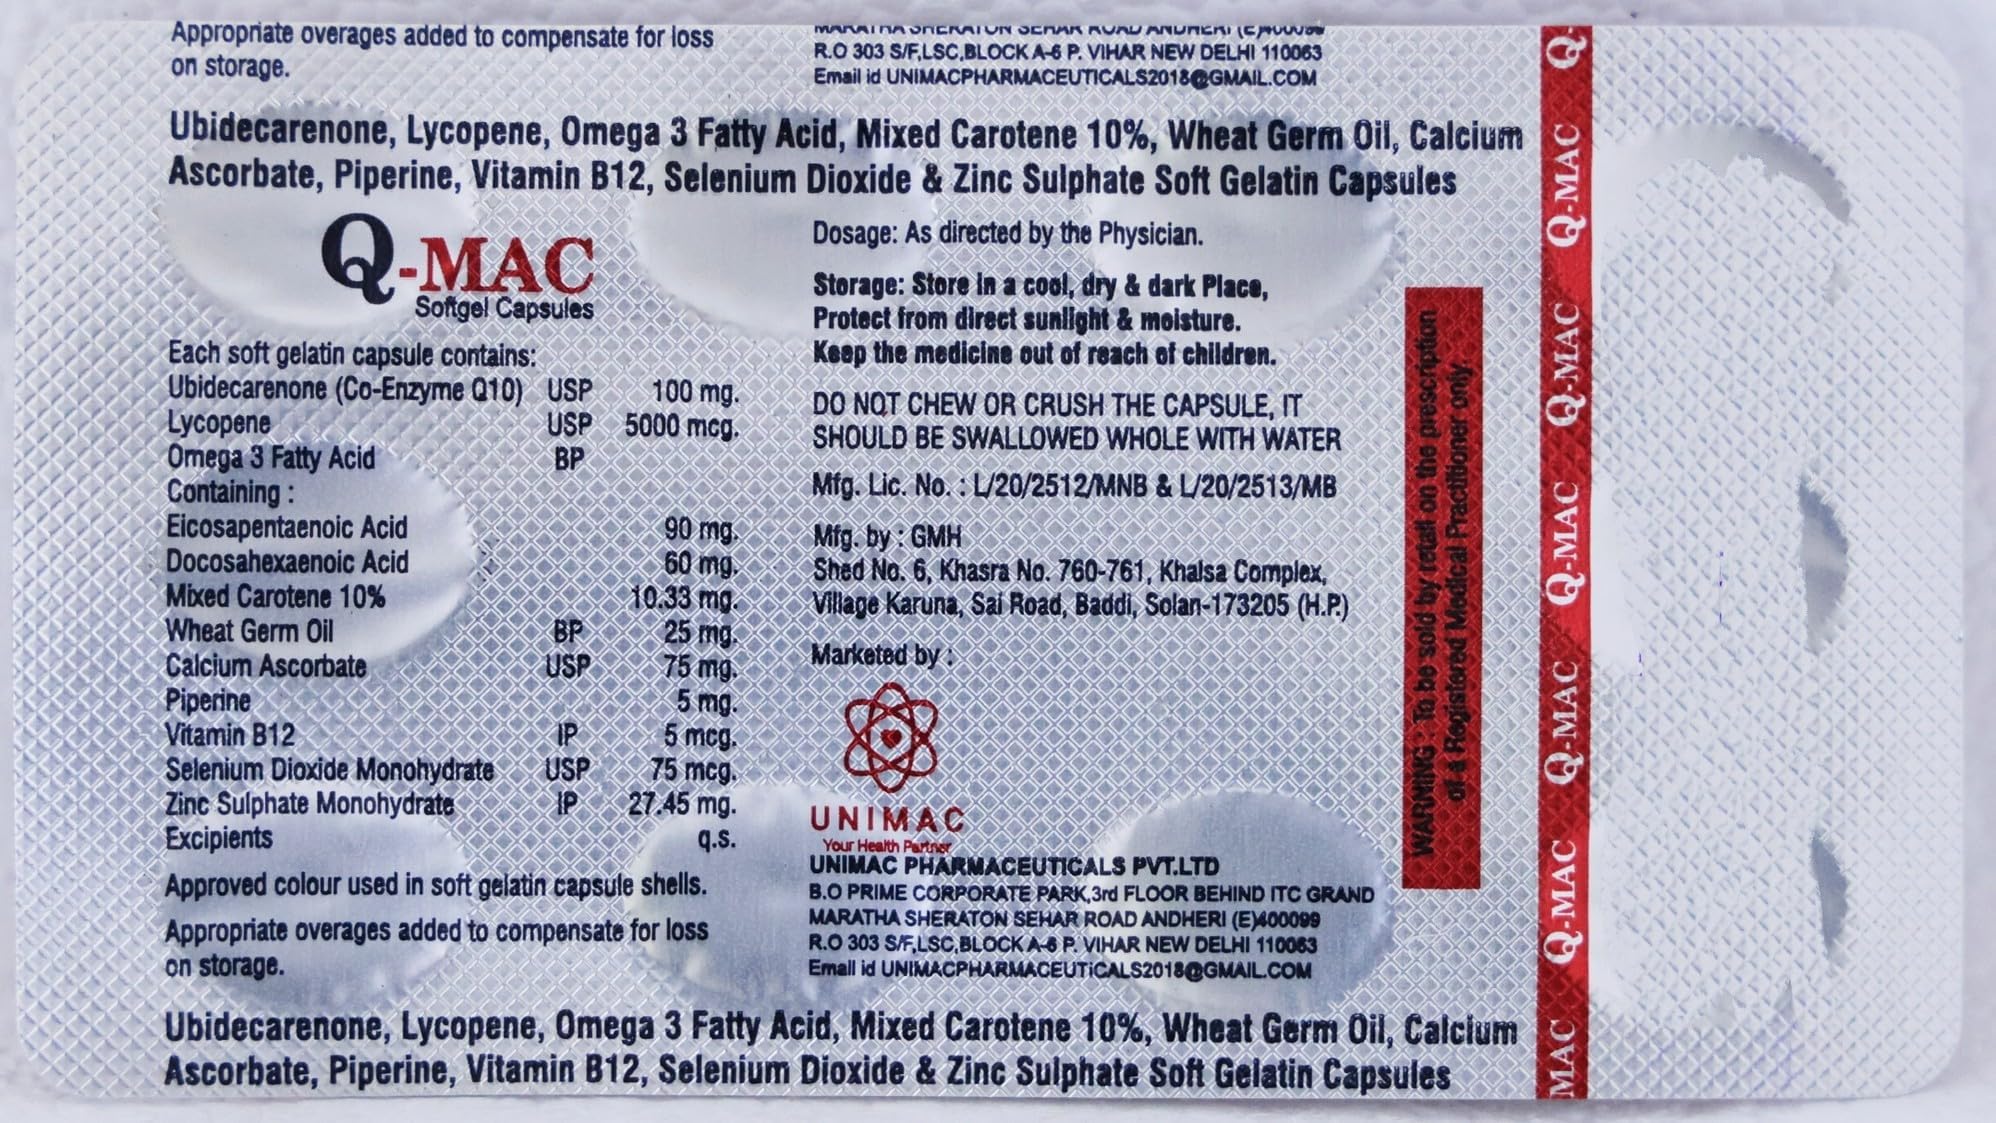 Appropriate overages added to compensate for loss
on storage.
MARATHA SHERATON SEHAR ROAD ANDHERI (E)400099
R.O 303 S/F,LSC,BLOCK A-6 P. VIHAR NEW DELHI 110063
Email id UNIMACPHARMACEUTICALS2018@GMAIL.COM
Ubidecarenone, Lycopene, Omega 3 Fatty Acid, Mixed Carotene 10%, Wheat Germ Oil, Calcium
Ascorbate, Piperine, Vitamin B12, Selenium Dioxide & Zinc Sulphate Soft Gelatin Capsules
Q-MAC
Softgel Capsules
Each soft gelatin capsule contains:
Ubidecarenone (Co-Enzyme Q10) USP 100 mg.
Lycopene USP 5000 mcg.
Omega 3 Fatty Acid BP
Containing :
Eicosapentaenoic Acid 90 mg.
Docosahexaenoic Acid 60 mg.
Mixed Carotene 10% 10.33 mg.
Wheat Germ Oil BP 25 mg.
Calcium Ascorbate USP 75 mg.
Piperine 5 mg.
Vitamin B12 IP 5 mcg.
Selenium Dioxide Monohydrate USP 75 mcg.
Zinc Sulphate Monohydrate IP 27.45 mg.
Excipients q.s.
Approved colour used in soft gelatin capsule shells.
Appropriate overages added to compensate for loss
on storage.
Dosage: As directed by the Physician.
Storage: Store in a cool, dry & dark Place,
Protect from direct sunlight & moisture.
Keep the medicine out of reach of children.
DO NOT CHEW OR CRUSH THE CAPSULE, IT
SHOULD BE SWALLOWED WHOLE WITH WATER
Mfg. Lic. No. : L/20/2512/MNB & L/20/2513/MB
Mfg. by : GMH
Shed No. 6, Khasra No. 760-761, Khalsa Complex,
Village Karuna, Sai Road, Baddi, Solan-173205 (H.P.)
Marketed by :
UNIMAC
Your Health Partner
UNIMAC PHARMACEUTICALS PVT.LTD
B.O PRIME CORPORATE PARK,3rd FLOOR BEHIND ITC GRAND
MARATHA SHERATON SEHAR ROAD ANDHERI (E)400099
R.O 303 S/F,LSC,BLOCK A-6 P. VIHAR NEW DELHI 110063
Email id UNIMACPHARMACEUTiCALS2018@GMAIL.COM
WARNING : To be sold by retail on the prescription
of a Registered Medical Practitioner only.
Ubidecarenone, Lycopene, Omega 3 Fatty Acid, Mixed Carotene 10%, Wheat Germ Oil, Calcium
Ascorbate, Piperine, Vitamin B12, Selenium Dioxide & Zinc Sulphate Soft Gelatin Capsules
MAC Q-MAC Q-MAC Q-MAC Q-MAC Q-MAC Q-